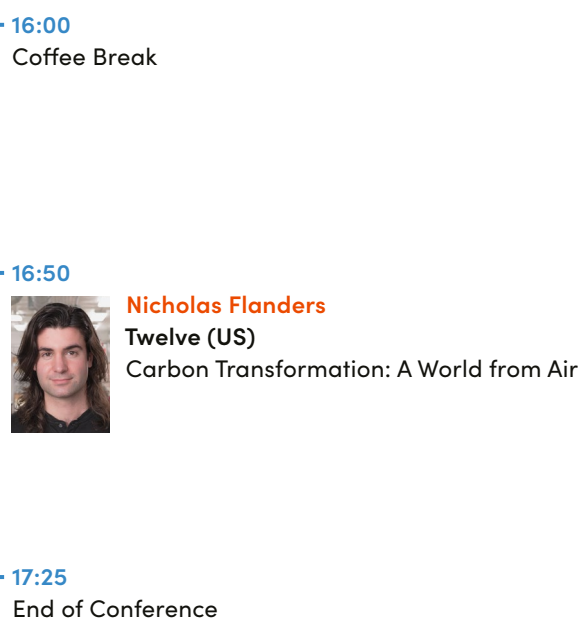 16:00
Coffee Break
16:50
Nicholas Flanders
Twelve (US)
Carbon Transformation: A World from Air
17:25
End of Conference